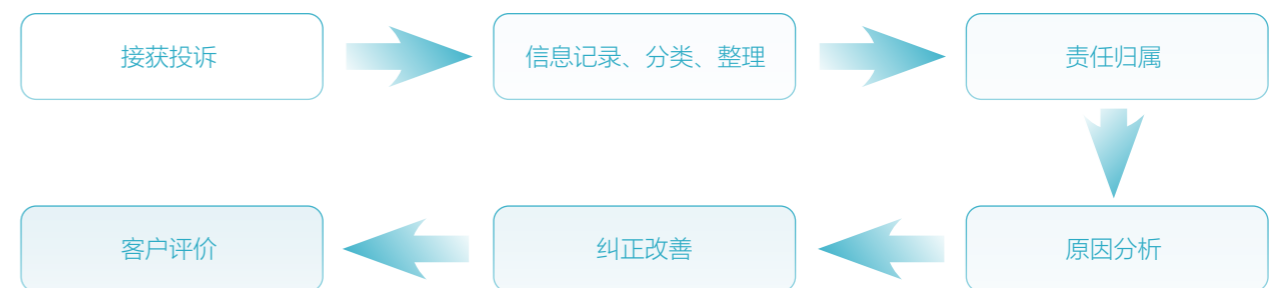 接获投诉
信息记录、分类、整理
责任归属
客户评价
纠正改善
原因分析